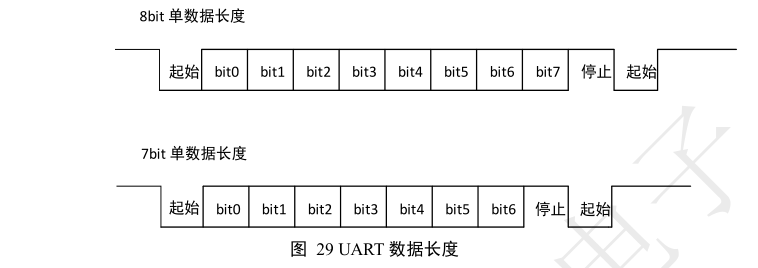 8bit 单数据长度
起始 bit0 bit1 bit2 bit3 bit4 bit5 bit6 bit7 停止 起始
7bit 单数据长度
起始 bit0 bit1 bit2 bit3 bit4 bit5 bit6 停止 起始
图 29 UART 数据长度
电子